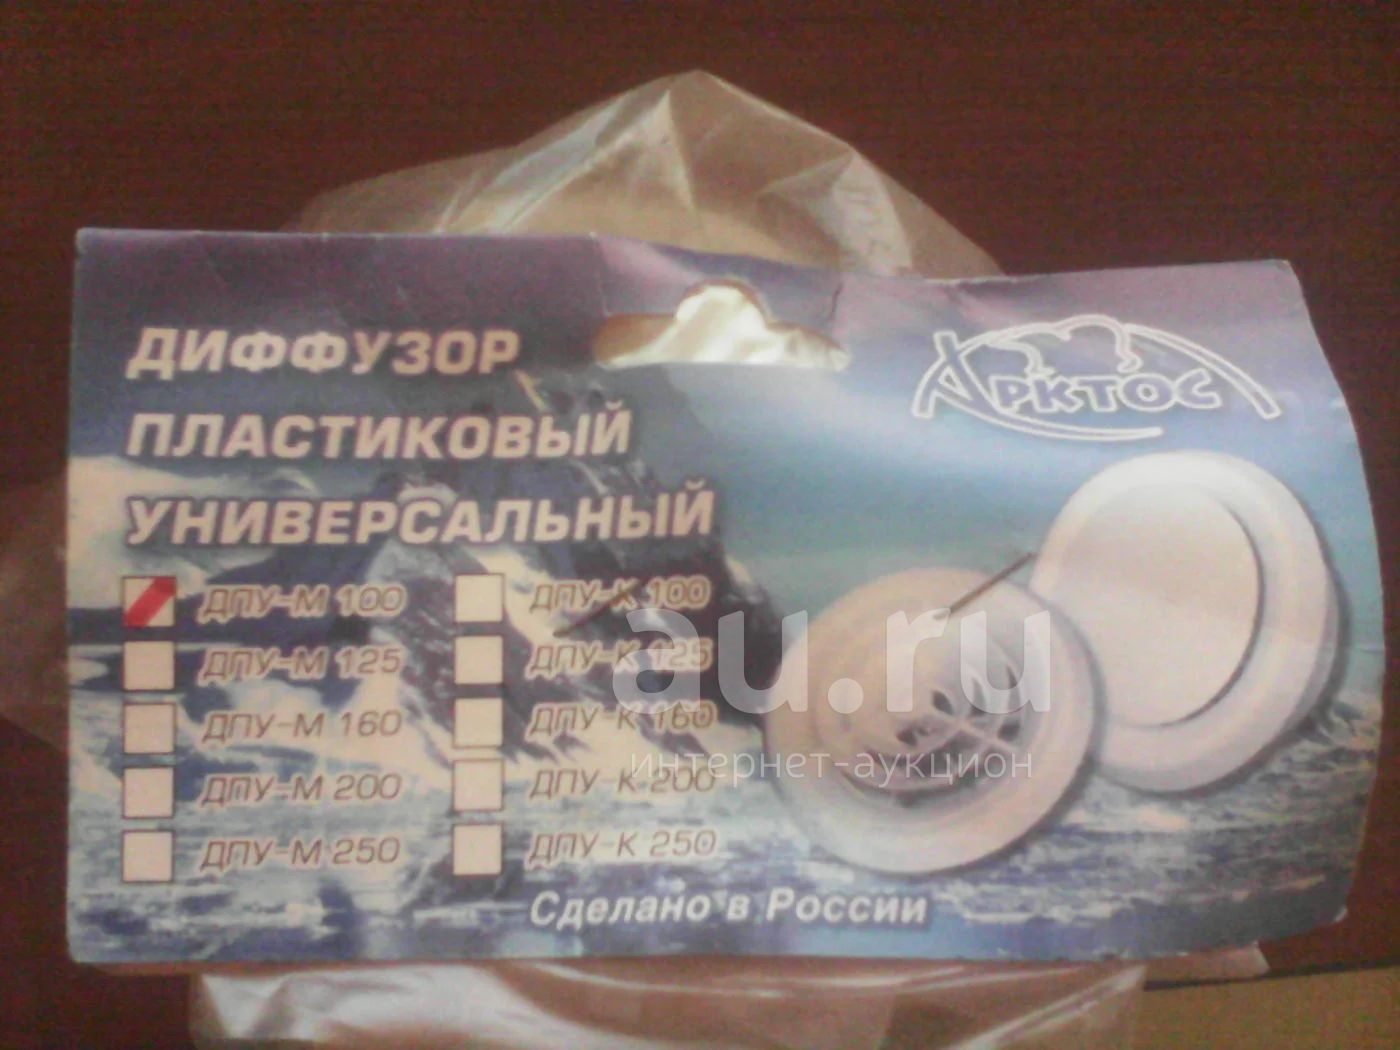 ДИФФУЗОР
ПЛАСТИКОВЫЙ
УНИВЕРСАЛЬНЫЙ
АРКТОС
ДПУ-М 100
ДПУ-М 125
ДПУ-М 160
ДПУ-М 200
ДПУ-М 250
ДПУ-К 100
ДПУ-К 125
ДПУ-К 160
ДПУ-К 200
ДПУ-К 250
Сделано в России
au.ru
интернет-аукцион